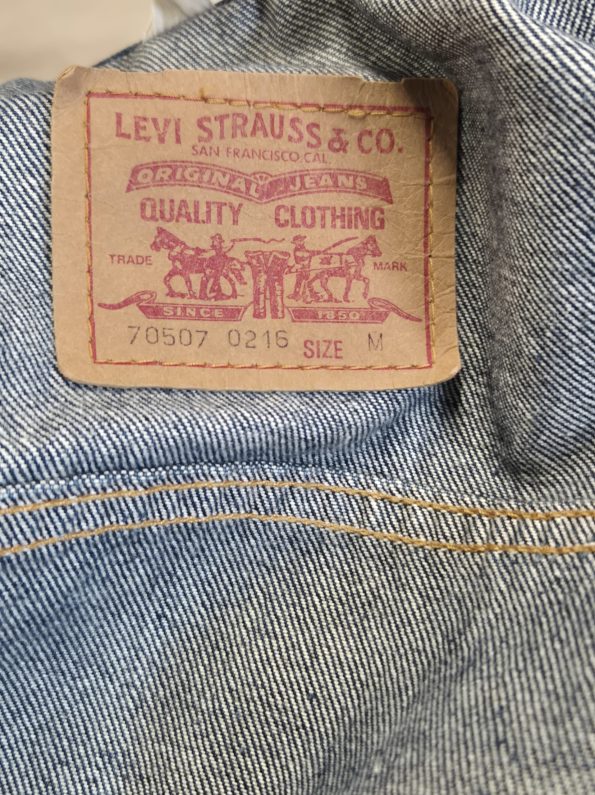 LEVI STRAUSS & CO.
SAN FRANCISCO CAL.
ORIGINAL JEANS
QUALITY CLOTHING
TRADE MARK
SINCE 1850
70507 0216 SIZE M